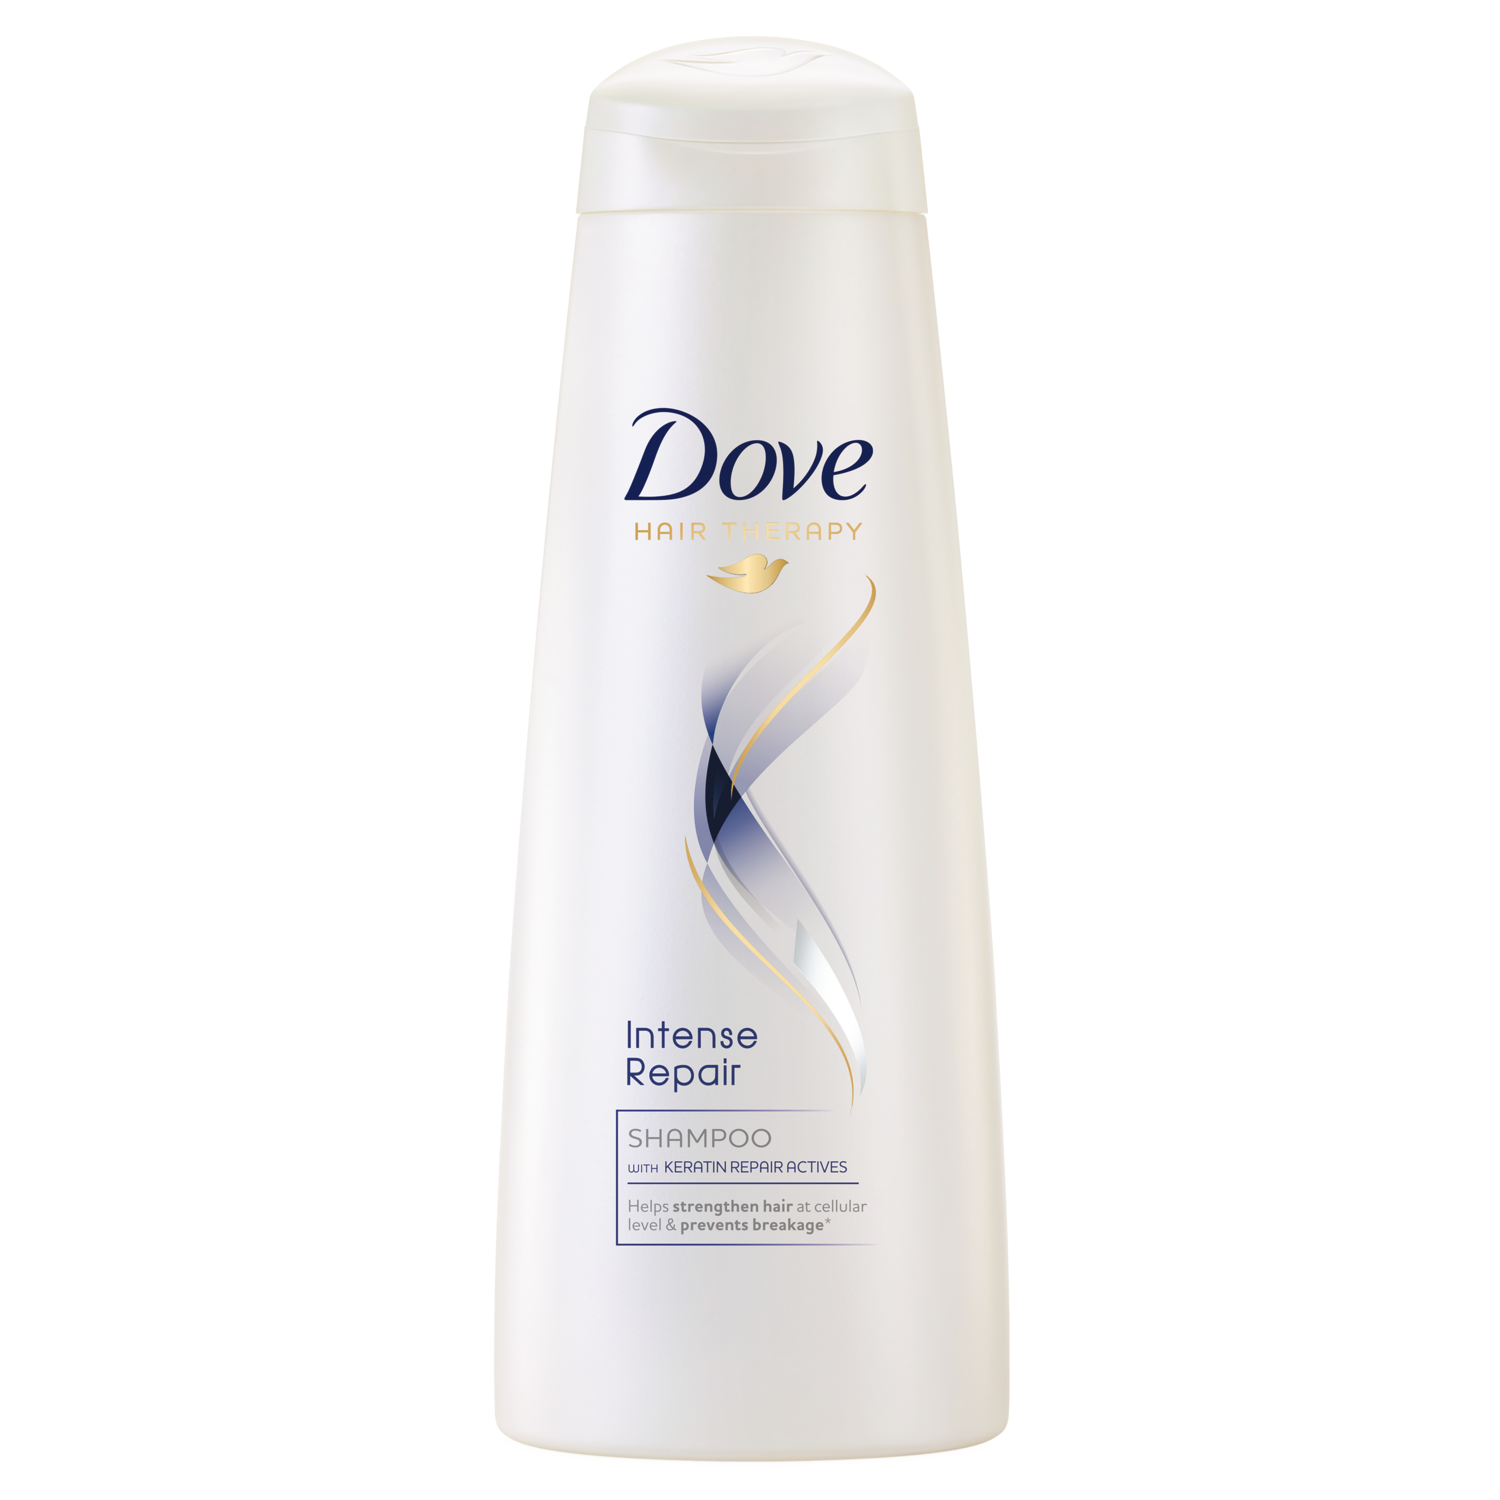 Dove
HAIR THERAPY
Intense
Repair
SHAMPOO
WITH KERATIN REPAIR ACTIVES
Helps strengthen hair at cellular
level & prevents breakage*